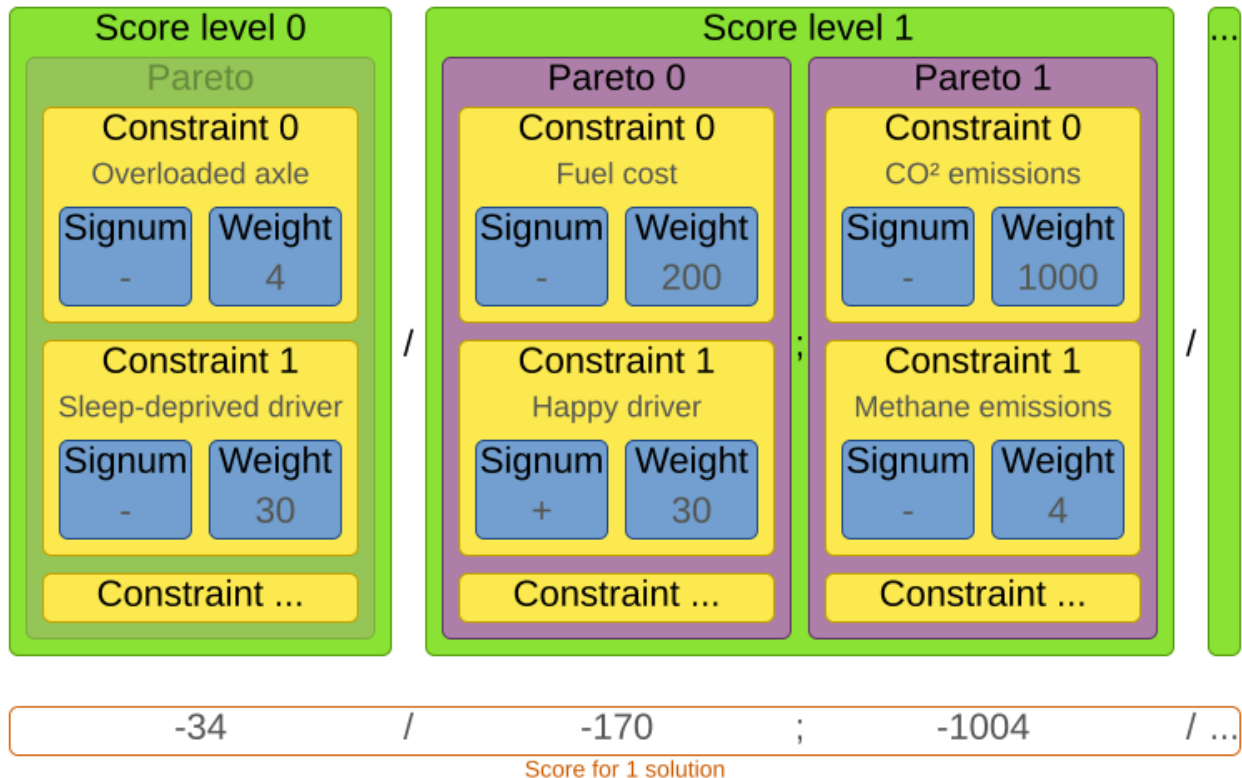 Score level 0
Pareto
Constraint 0
Overloaded axle
Signum Weight
- 4
Constraint 1
Sleep-deprived driver
Signum Weight
- 30
Constraint ...
/
Score level 1
Pareto 0
Constraint 0
Fuel cost
Signum Weight
- 200
Constraint 1
Happy driver
Signum Weight
+ 30
Constraint ...
;
Pareto 1
Constraint 0
CO² emissions
Signum Weight
- 1000
Constraint 1
Methane emissions
Signum Weight
- 4
Constraint ...
/
...
-34 / -170 ; -1004 / ...
Score for 1 solution